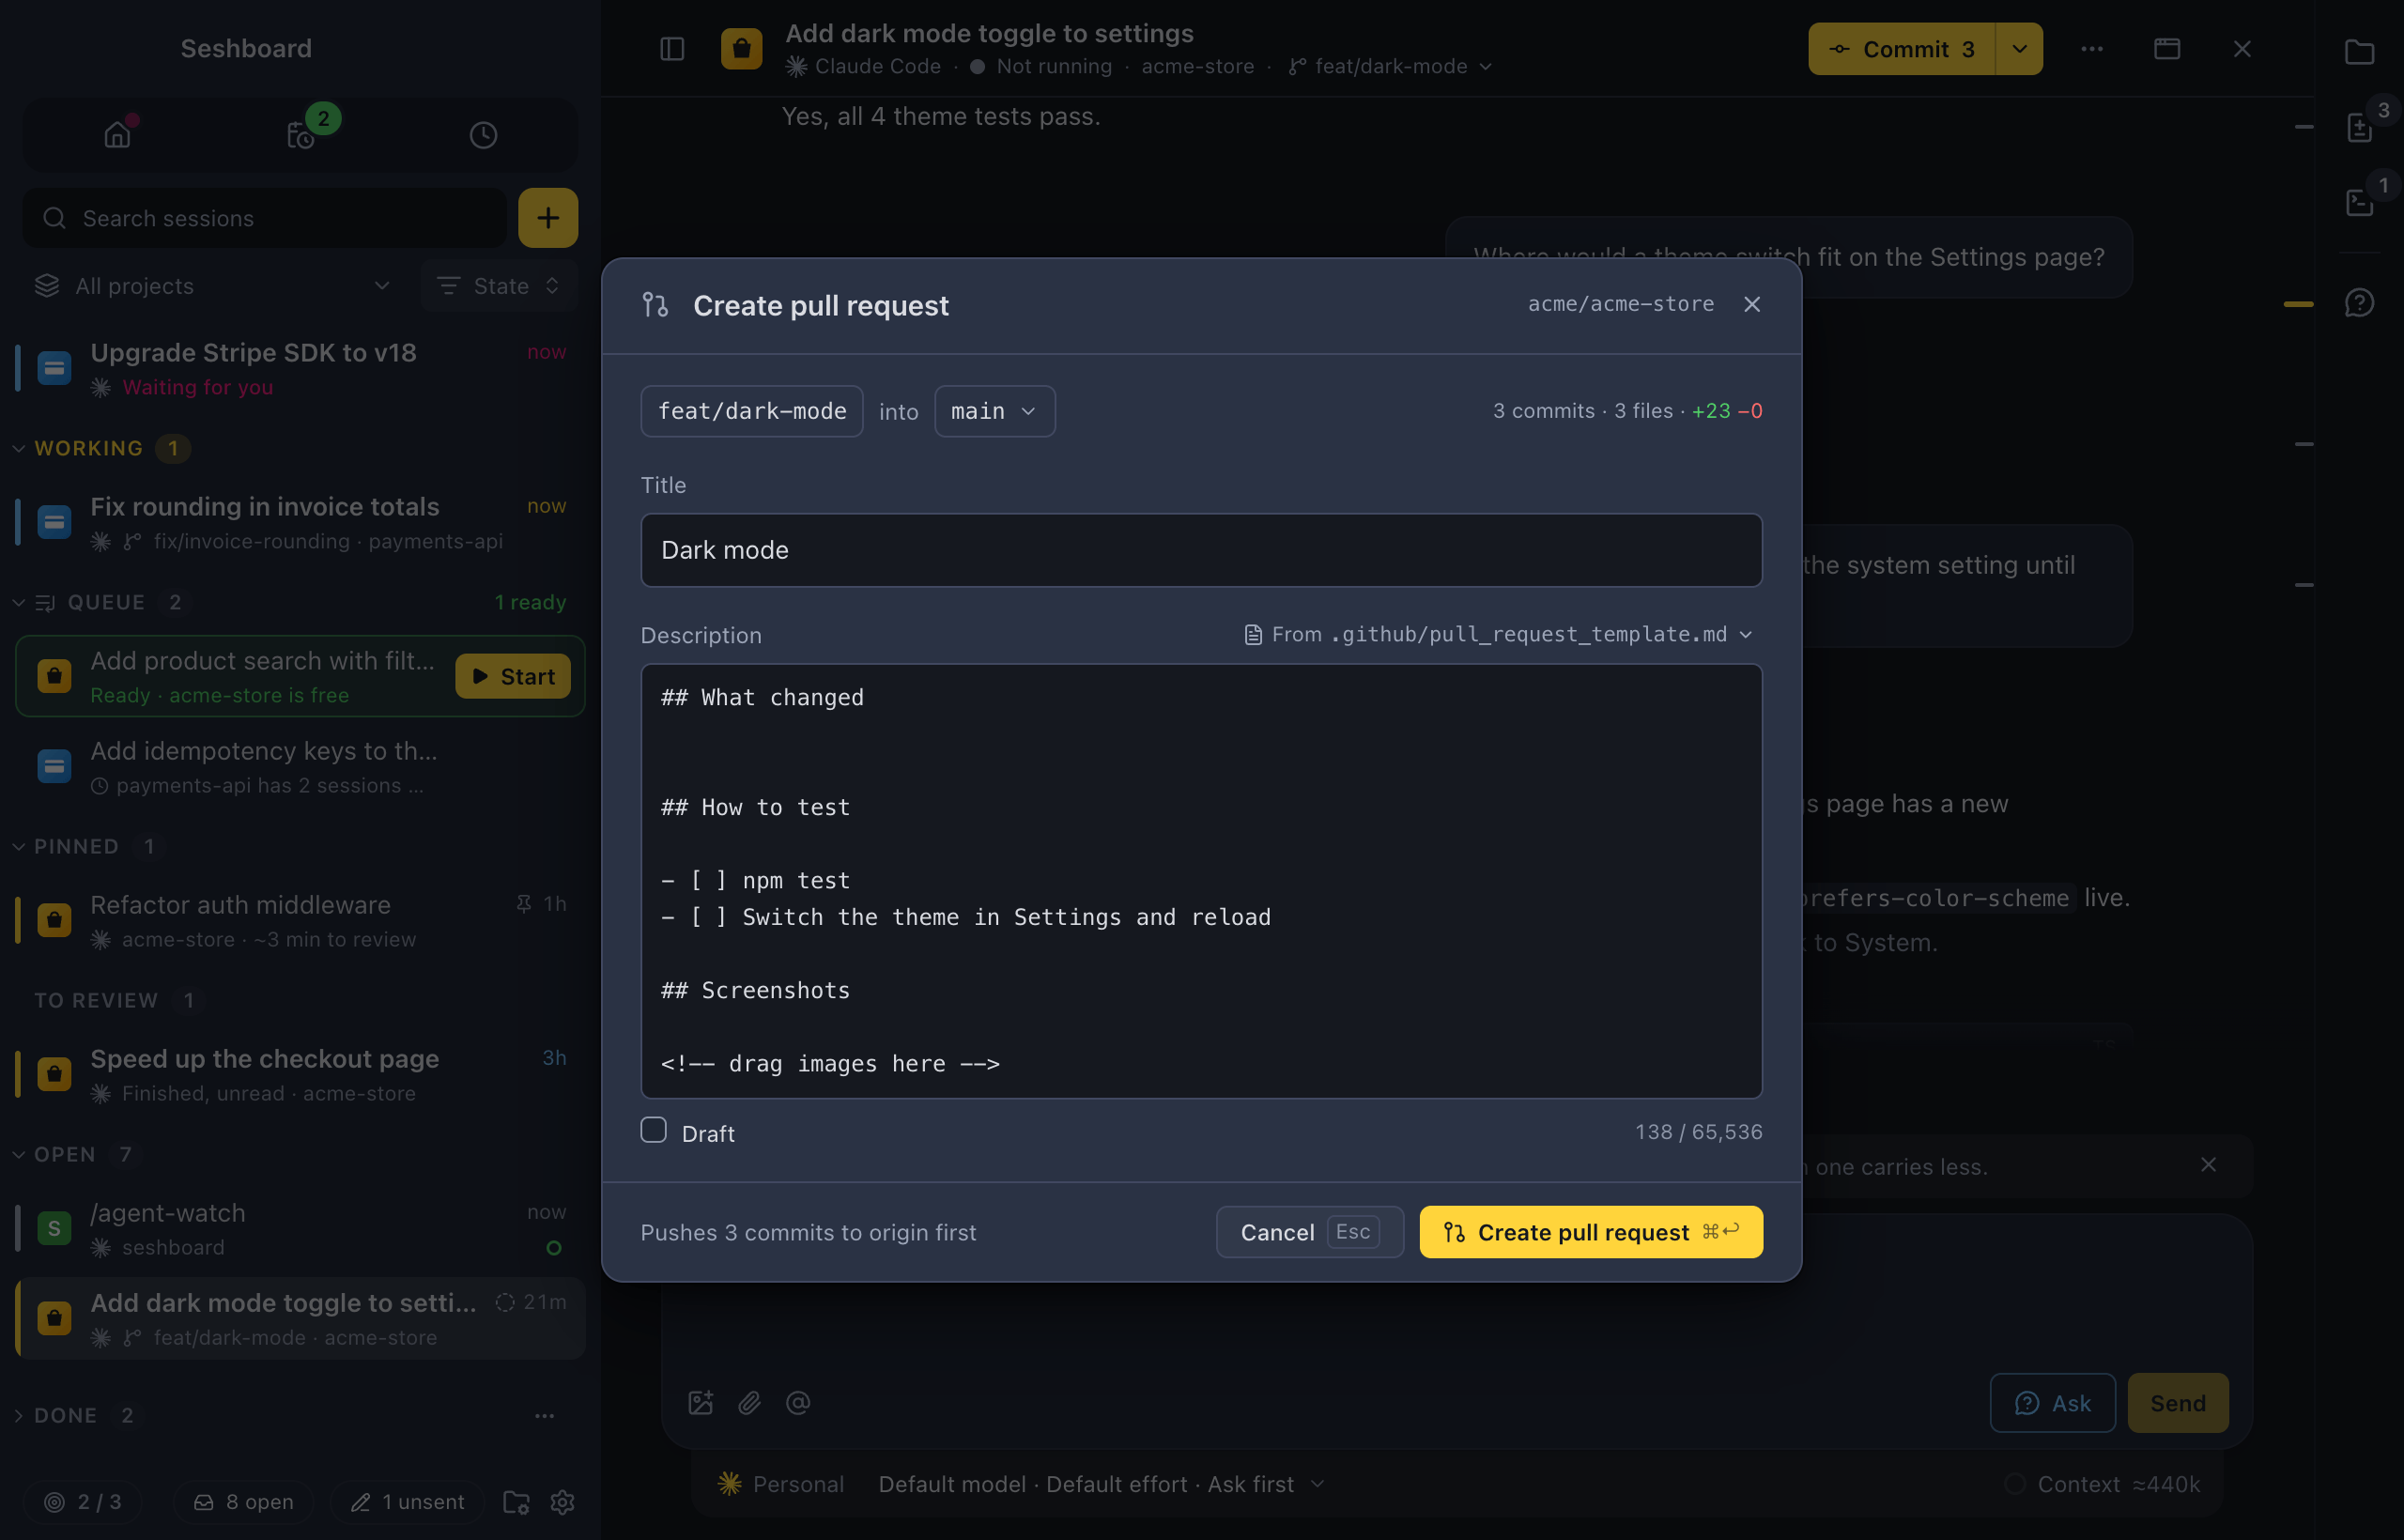 Seshboard
2
Search sessions
All projects
State
Upgrade Stripe SDK to v18
now
Waiting for you
WORKING 1
Fix rounding in invoice totals
now
fix/invoice-rounding · payments-api
QUEUE 2
1 ready
Add product search with filt...
Ready · acme-store is free
Start
Add idempotency keys to th...
payments-api has 2 sessions ...
PINNED 1
Refactor auth middleware
1h
acme-store · ~3 min to review
TO REVIEW 1
Speed up the checkout page
3h
Finished, unread · acme-store
OPEN 7
S
/agent-watch
now
seshboard
Add dark mode toggle to setti...
21m
feat/dark-mode · acme-store
DONE 2
2 / 3
8 open
1 unsent
Add dark mode toggle to settings
Claude Code · Not running · acme-store · feat/dark-mode
Commit 3
3
1
Yes, all 4 theme tests pass.
Where would a theme switch fit on the Settings page?
the system setting until
page has a new
prefers-color-scheme live.
to System.
one carries less.
Create pull request
acme/acme-store
feat/dark-mode into main
3 commits · 3 files · +23 −0
Title
Dark mode
Description
From .github/pull_request_template.md
## What changed
## How to test
- [ ] npm test
- [ ] Switch the theme in Settings and reload
## Screenshots
<!-- drag images here -->
Draft
138 / 65,536
Pushes 3 commits to origin first
Cancel Esc
Create pull request ⌘↩
Ask
Send
Personal
Default model · Default effort · Ask first
Context ≈440k